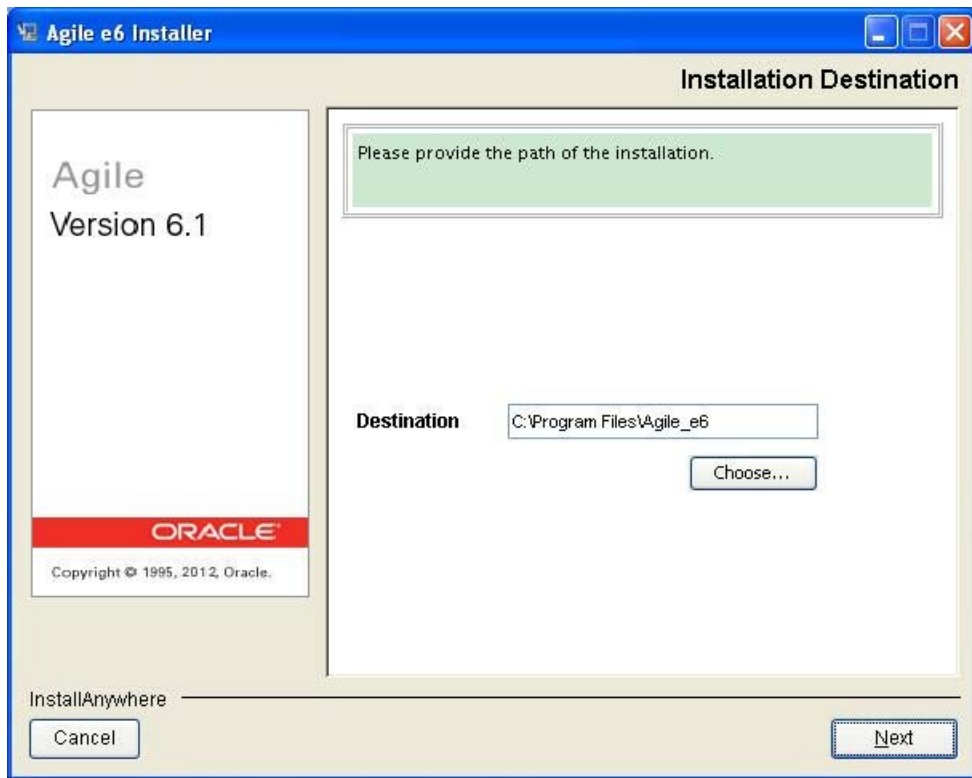 Agile e6 Installer
Installation Destination
Agile
Version 6.1
ORACLE
Copyright © 1995, 2012, Oracle.
Please provide the path of the installation.
Destination
C:\Program Files\Agile_e6
Choose...
InstallAnywhere
Cancel
Next